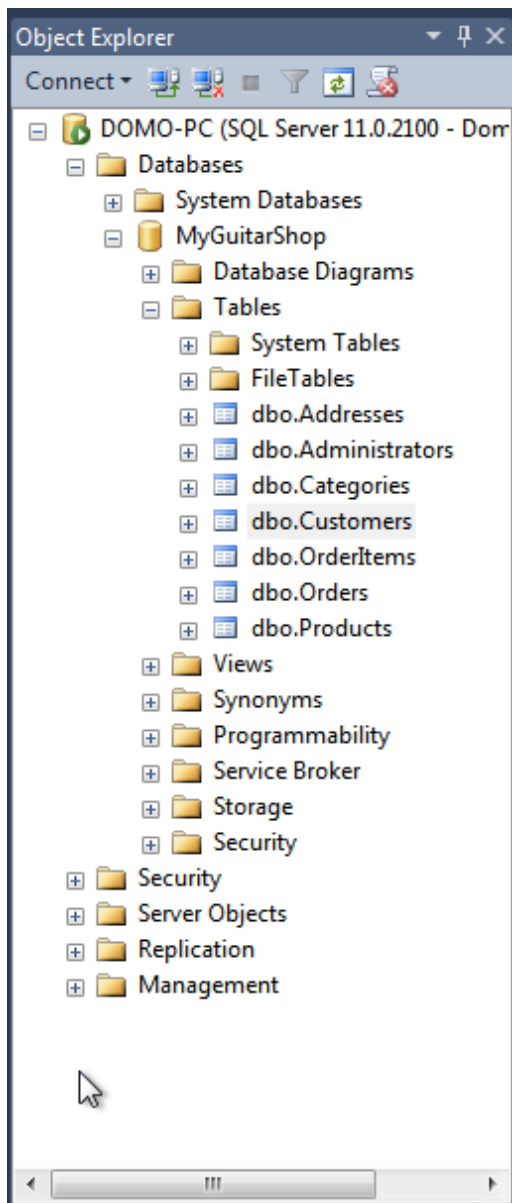 Object Explorer
Connect
DOMO-PC (SQL Server 11.0.2100 - Dom
Databases
System Databases
MyGuitarShop
Database Diagrams
Tables
System Tables
FileTables
dbo.Addresses
dbo.Administrators
dbo.Categories
dbo.Customers
dbo.OrderItems
dbo.Orders
dbo.Products
Views
Synonyms
Programmability
Service Broker
Storage
Security
Security
Server Objects
Replication
Management